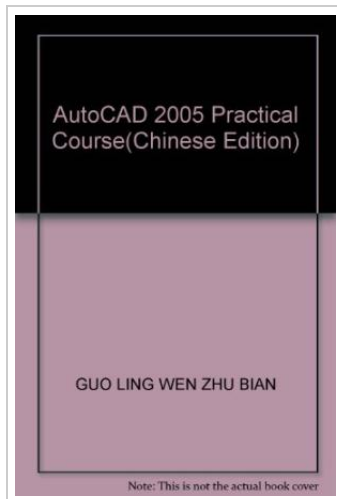 AutoCAD 2005 Practical
Course(Chinese Edition)
GUO LING WEN ZHU BIAN
Note: This is not the actual book cover